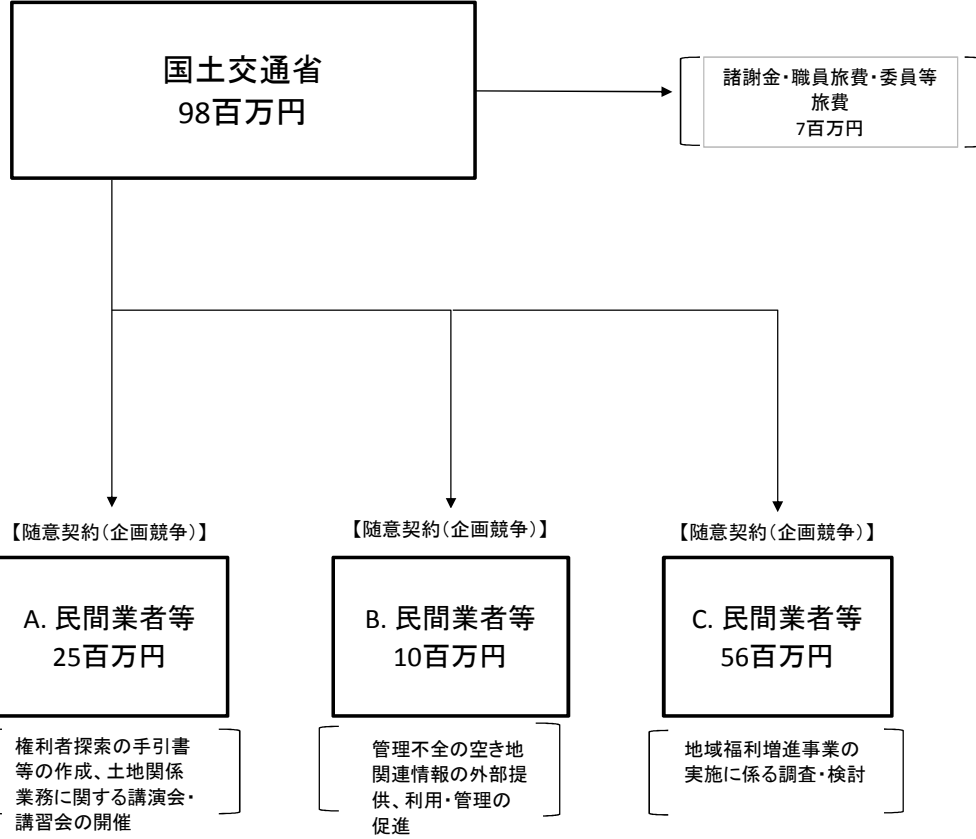 国土交通省
98百万円
諸謝金・職員旅費・委員等
旅費
7百万円
【随意契約（企画競争）】
【随意契約（企画競争）】
【随意契約（企画競争）】
A. 民間業者等
25百万円
B. 民間業者等
10百万円
C. 民間業者等
56百万円
権利者探索の手引書
等の作成、土地関係
業務に関する講演会・
講習会の開催
管理不全の空き地
関連情報の外部提
供、利用・管理の
促進
地域福利増進事業の
実施に係る調査・検討